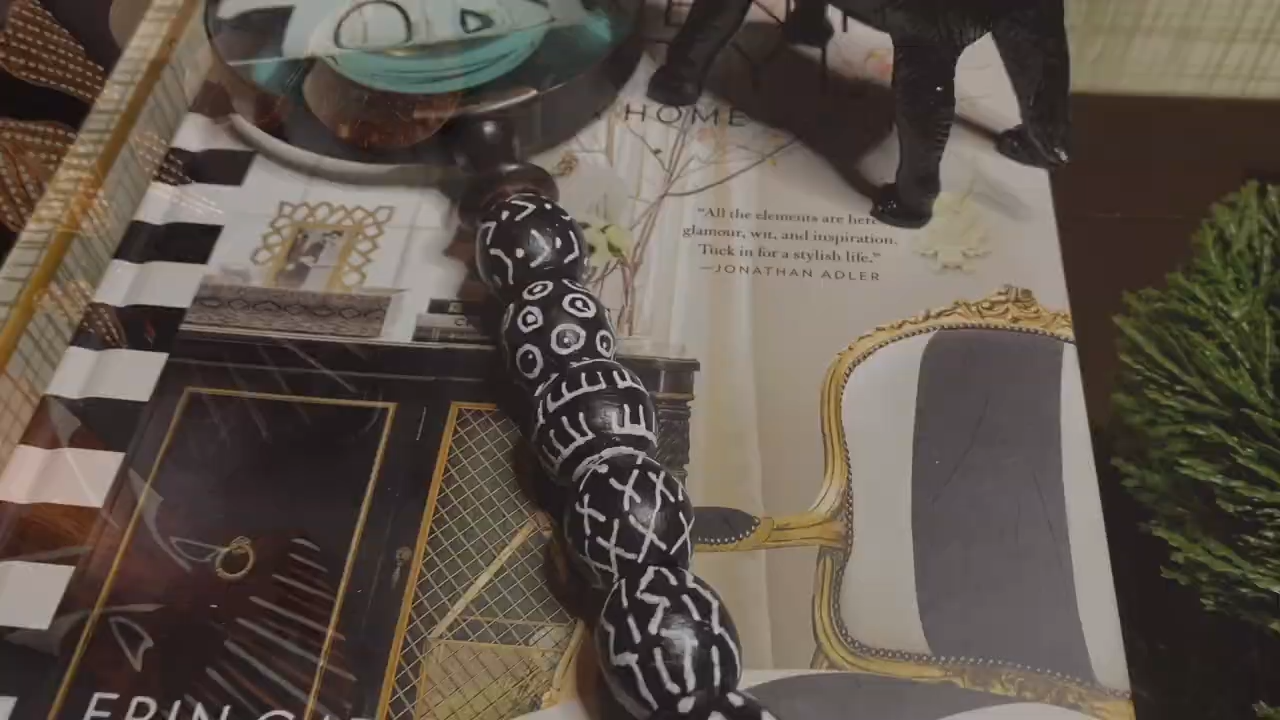 HOME
“All the elements are here
glamour, wit, and inspiration.
Tuck in for a stylish life.”
—JONATHAN ADLER
ERIN